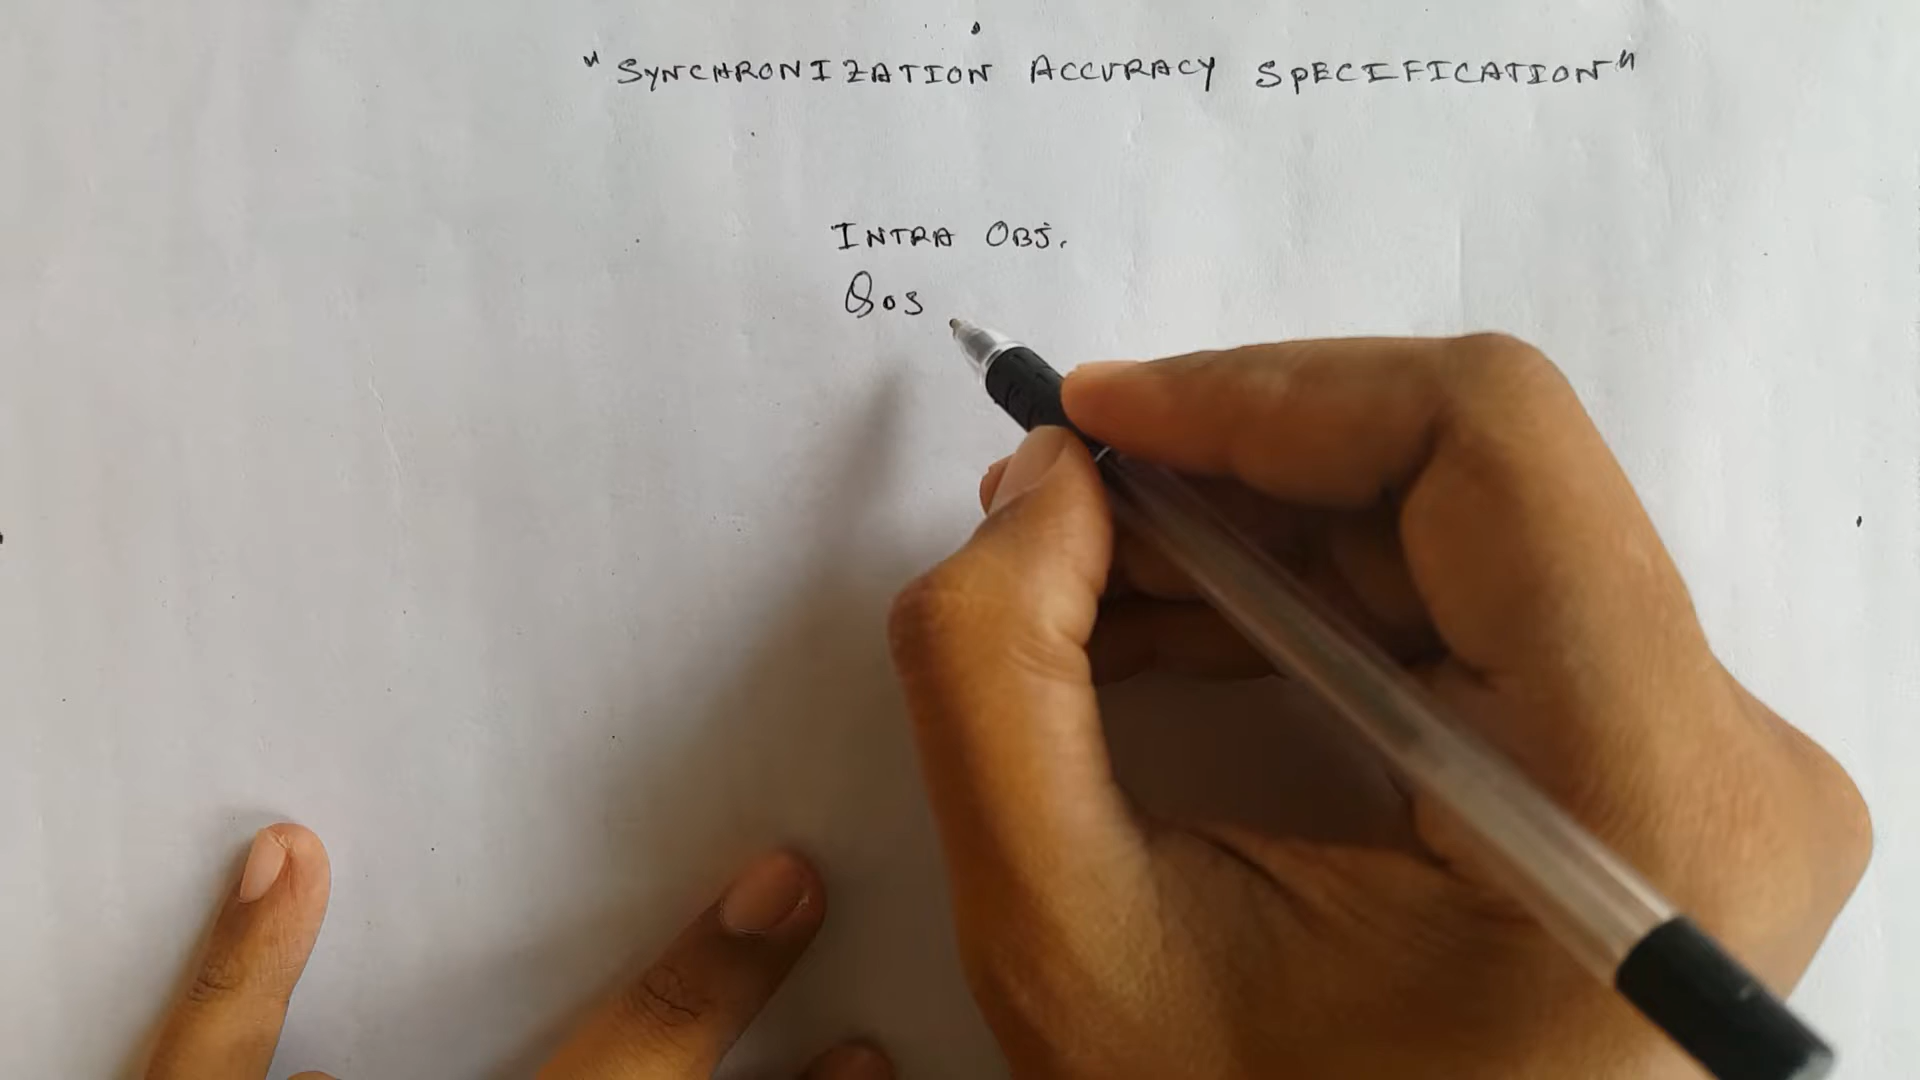 "SYNCHRONIZATION ACCURACY SPECIFICATION"
INTRA OBJ.
QoS